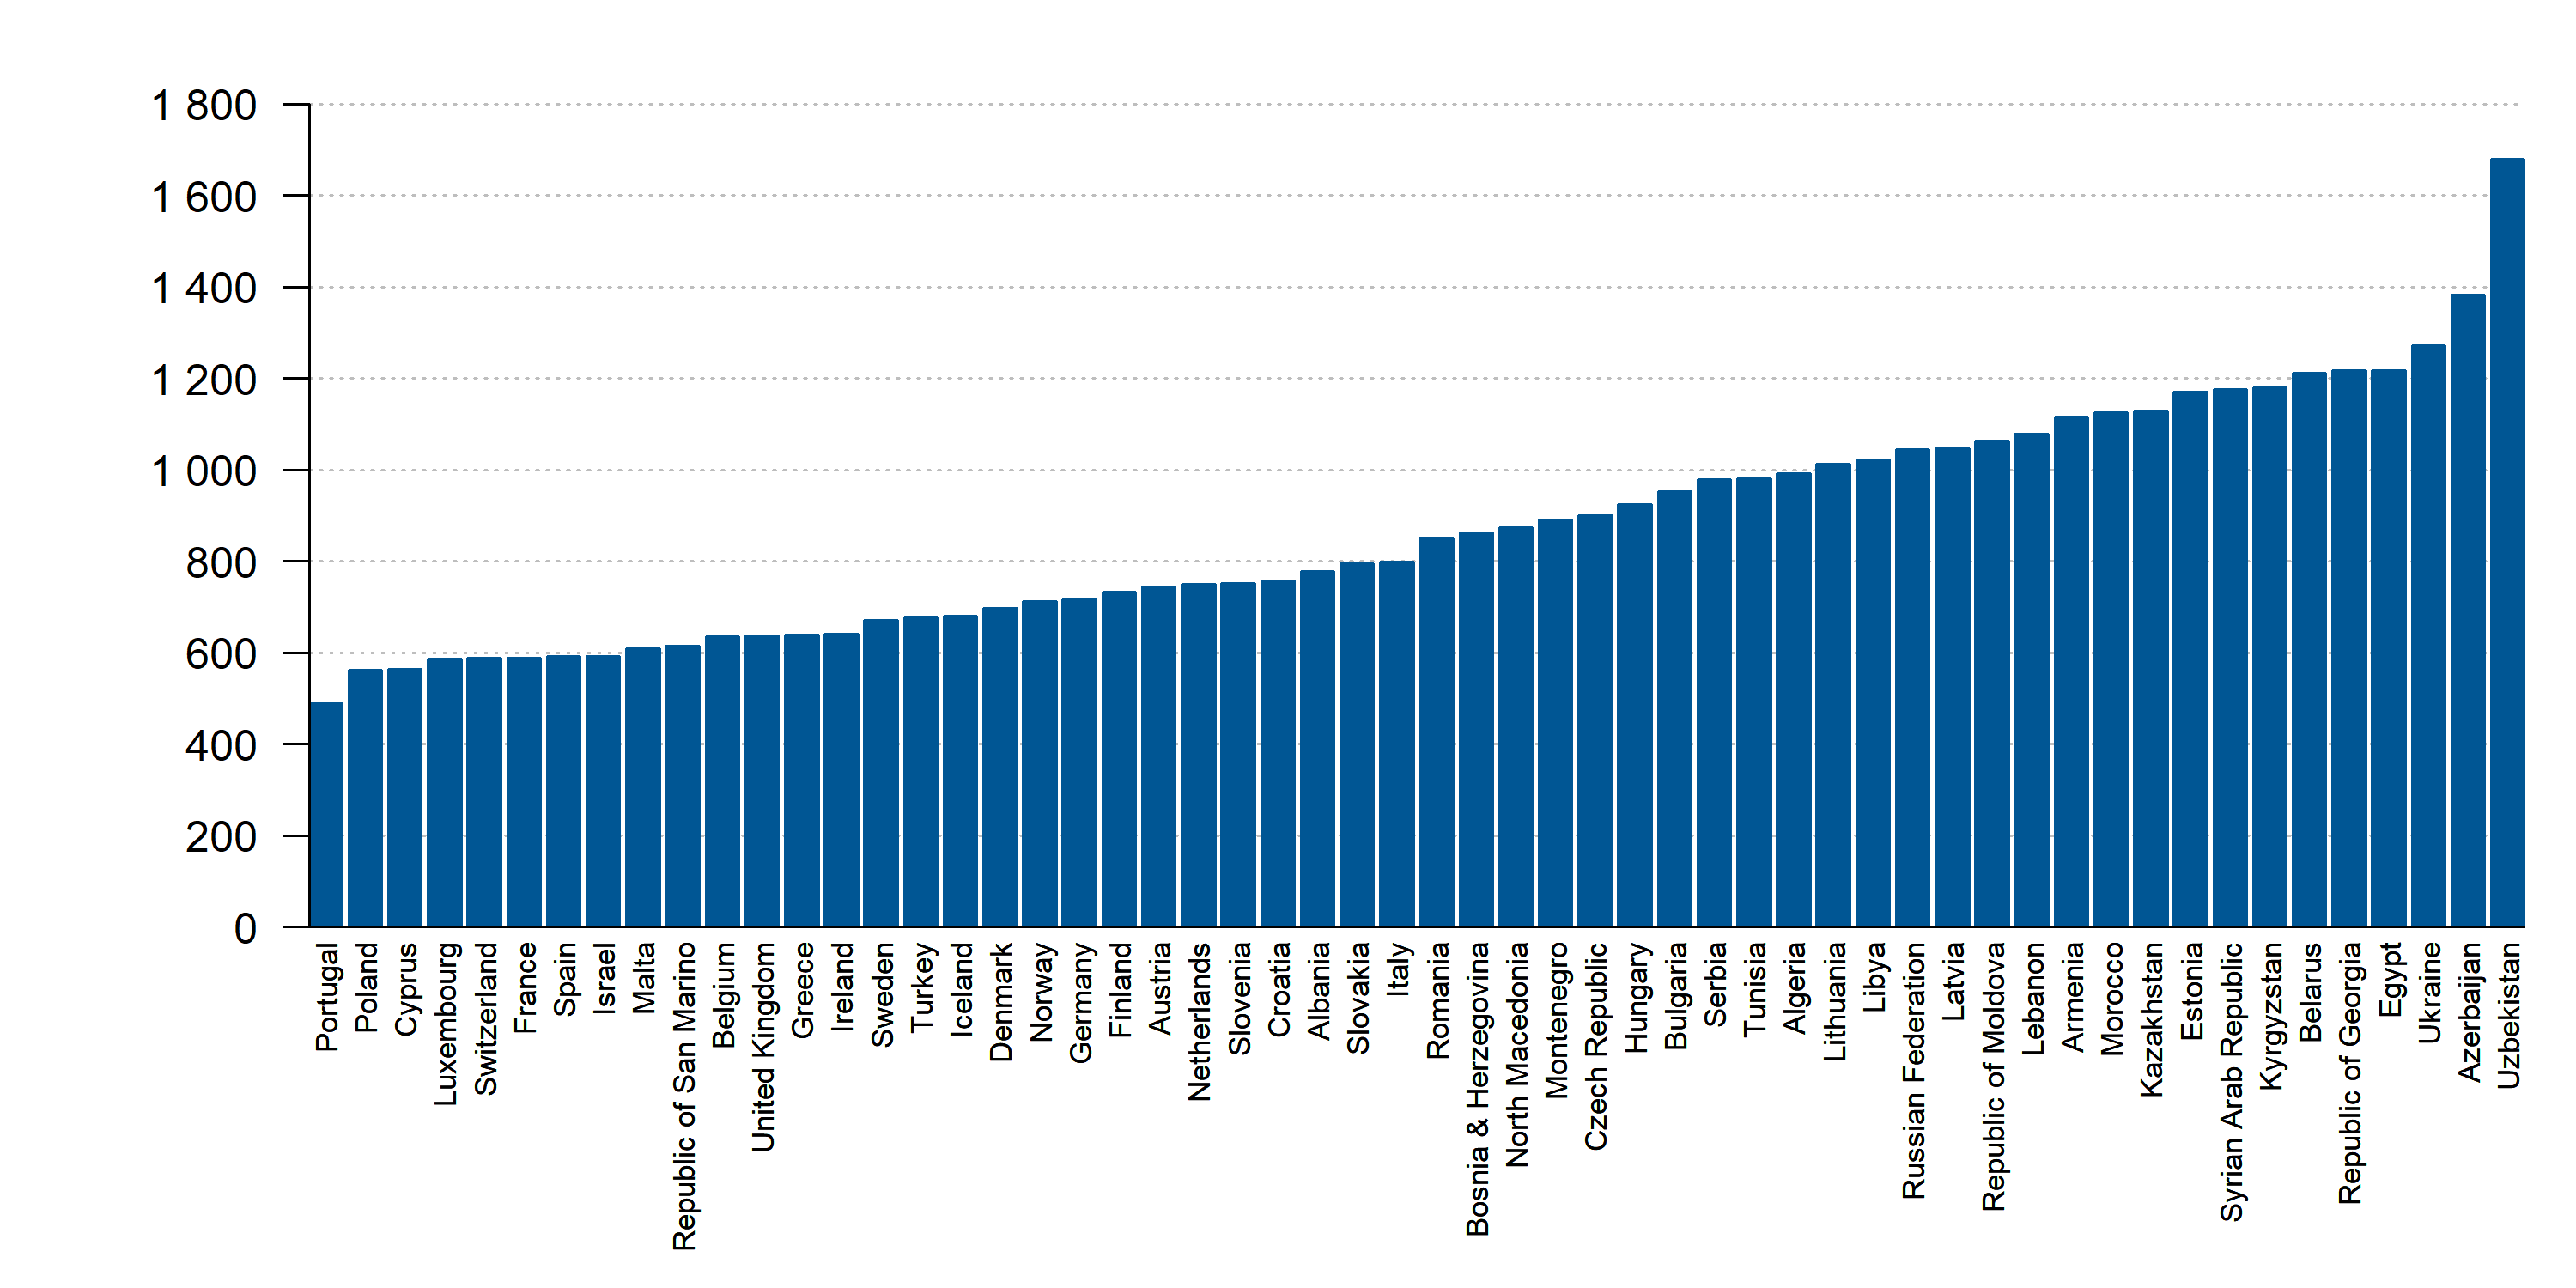 1 800
1 600
1 400
1 200
1 000
800
600
400
200
0
Portugal
Poland
Cyprus
Luxembourg
Switzerland
France
Spain
Israel
Malta
Republic of San Marino
Belgium
United Kingdom
Greece
Ireland
Sweden
Turkey
Iceland
Denmark
Norway
Germany
Finland
Austria
Netherlands
Slovenia
Croatia
Albania
Slovakia
Italy
Romania
Bosnia & Herzegovina
North Macedonia
Montenegro
Czech Republic
Hungary
Bulgaria
Serbia
Tunisia
Algeria
Lithuania
Libya
Russian Federation
Latvia
Republic of Moldova
Lebanon
Armenia
Morocco
Kazakhstan
Estonia
Syrian Arab Republic
Kyrgyzstan
Belarus
Republic of Georgia
Egypt
Ukraine
Azerbaijan
Uzbekistan